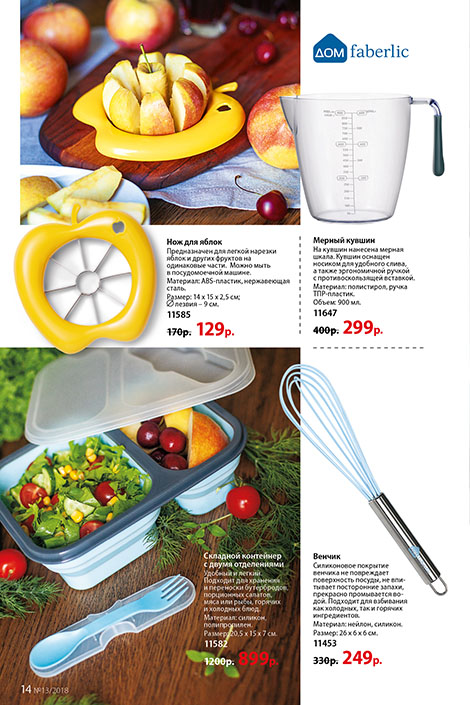 ДОМ faberlic
Нож для яблок
Предназначен для легкой нарезки
яблок и других фруктов на
одинаковые части. Можно мыть
в посудомоечной машине.
Материал: ABS-пластик, нержавеющая
сталь.
Размер: 14 x 15 x 2,5 см;
Ø лезвия – 9 см.
11585
170р. 129р.
Мерный кувшин
На кувшин нанесена мерная
шкала. Кувшин оснащен
носиком для удобного слива,
а также эргономичной ручкой
с противоскользящей вставкой.
Материал: полистирол, ручка
ТПР-пластик.
Объем: 900 мл.
11647
400р. 299р.
Складной контейнер
с двумя отделениями
Удобный и легкий.
Подходит для хранения
и переноски бутербродов,
порционных салатов,
мяса или рыбы, горячих
и холодных блюд.
Материал: силикон,
полипропилен.
Размер: 20,5 x 15 x 7 см.
11582
1200р. 899р.
Венчик
Силиконовое покрытие
венчика не повреждает
поверхность посуды, не впи-
тывает посторонние запахи,
прекрасно промывается во-
дой. Подходит для взбивания
как холодных, так и горячих
ингредиентов.
Материал: нейлон, силикон.
Размер: 26 x 6 x 6 см.
11453
330р. 249р.
14 №13/2018